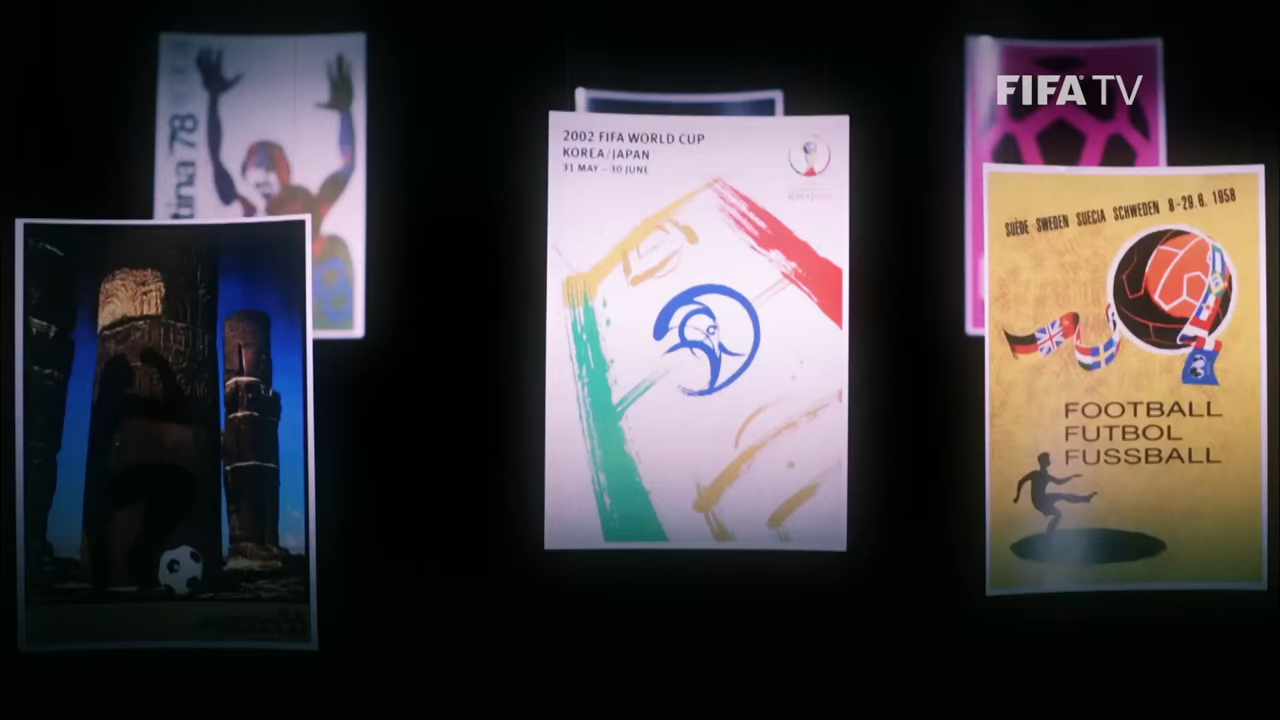 FIFA TV
tina 78
2002 FIFA WORLD CUP
KOREA/JAPAN
31 MAY – 30 JUNE
SUÈDE SWEDEN SUECIA SCHWEDEN 8-29.6. 1958
FOOTBALL
FUTBOL
FUSSBALL